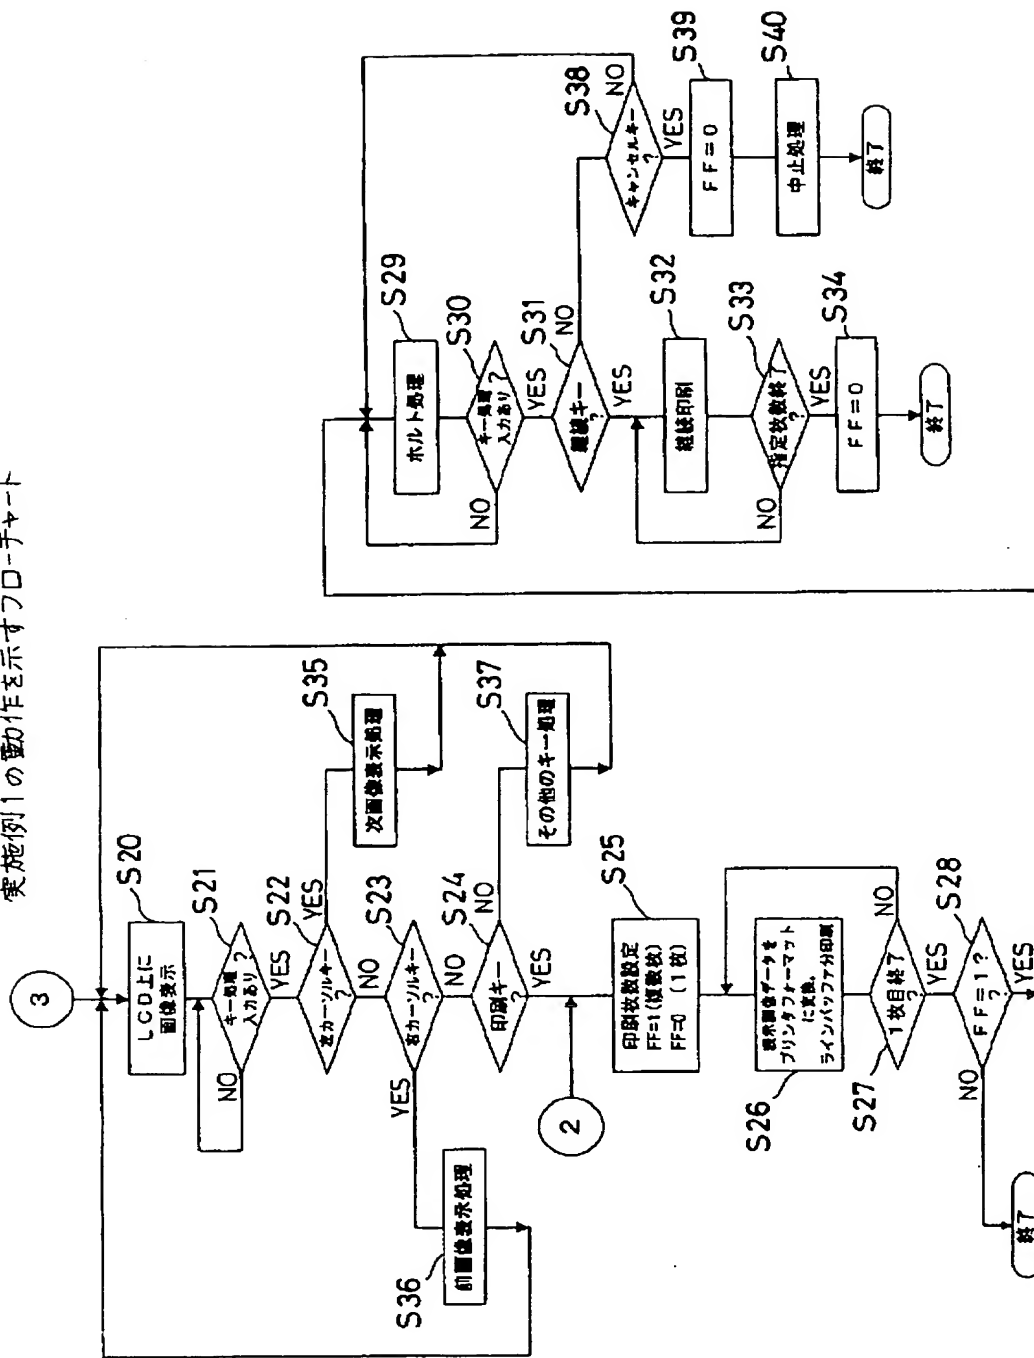 実施例1の動作を示すフローチャート
3
LCD上に
画像表示
S20
キー処理
入力あり?
S21
NO
YES
左カーソルキー
?
S22
YES
NO
次画像表示処理
S35
右カーソルキー
?
S23
YES
NO
前画像表示処理
S36
印刷キー
?
S24
NO
YES
その他のキー処理
S37
2
印刷枚数設定
FF=1(複数枚)
FF=0 (1枚)
S25
表示画像データを
プリンタフォーマット
に変換。
ラインバッファ分印刷
S26
1枚目終了
?
S27
NO
YES
FF=1?
?
S28
NO
YES
終了
ホルト処理
S29
キー処理
入力あり?
S30
NO
YES
継続キー
?
S31
NO
YES
継続印刷
S32
指定枚数終了
?
S33
NO
YES
FF=0
S34
終了
キャンセルキー
?
S38
NO
YES
FF=0
S39
中止処理
S40
終了